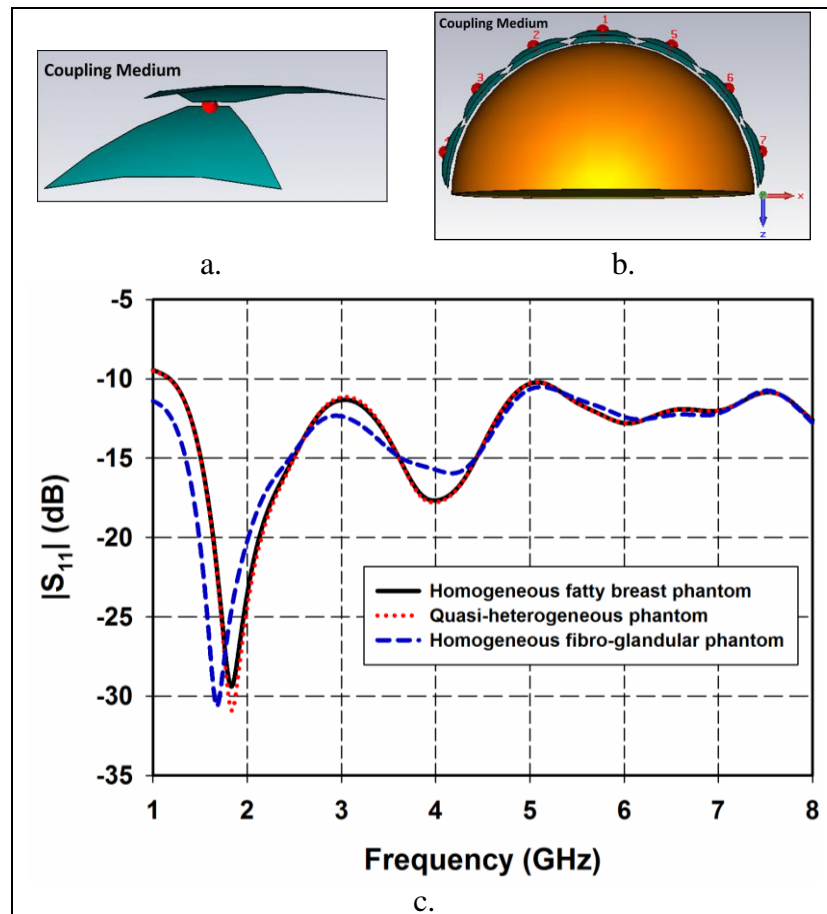 Coupling Medium
a.
Coupling Medium
1
2
5
3
6
4
7
x
z
b.
-5
-10
-15
-20
-25
-30
-35
|S11| (dB)
Homogeneous fatty breast phantom
Quasi-heterogeneous phantom
Homogeneous fibro-glandular phantom
1 2 3 4 5 6 7 8
Frequency (GHz)
c.